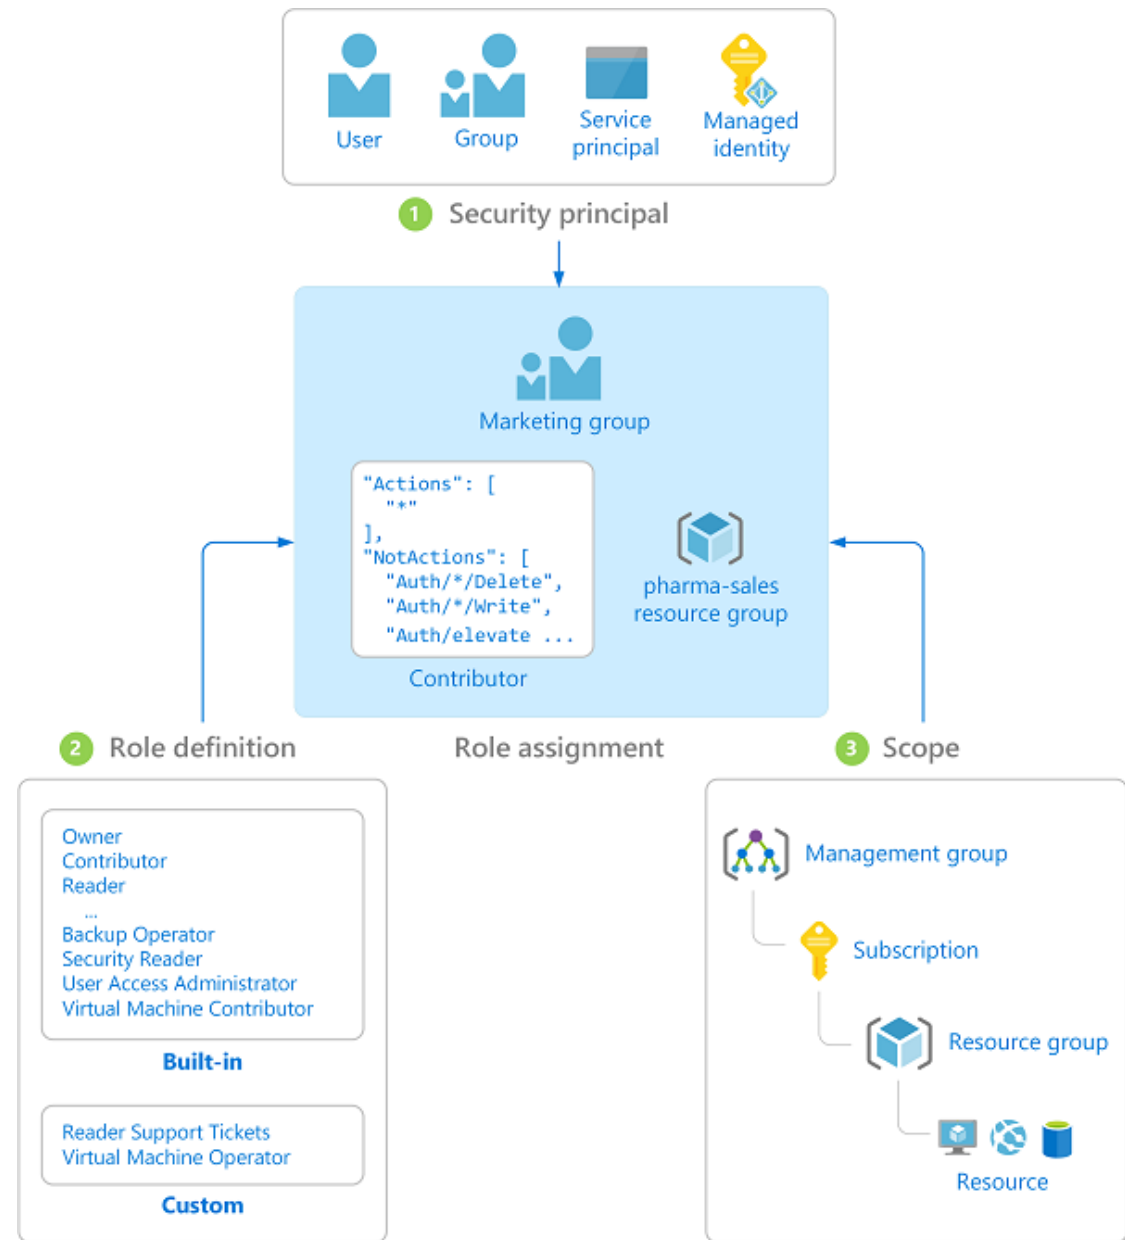 User
Group
Service
principal
Managed
identity
1 Security principal
Marketing group
"Actions": [
"*"
],
"NotActions": [
"Auth/*/Delete",
"Auth/*/Write",
"Auth/elevate ...
Contributor
pharma-sales
resource group
2 Role definition
Role assignment
3 Scope
Owner
Contributor
Reader
...
Backup Operator
Security Reader
User Access Administrator
Virtual Machine Contributor
Built-in
Reader Support Tickets
Virtual Machine Operator
Custom
Management group
Subscription
Resource group
Resource